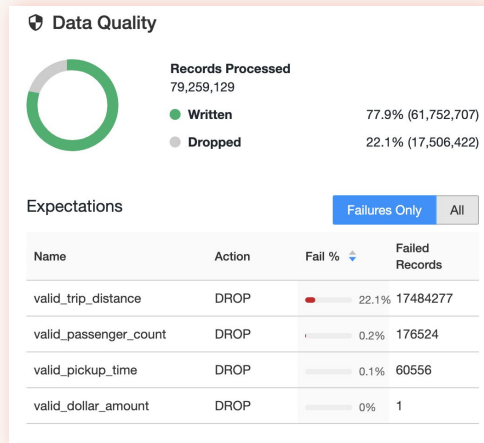 Data Quality
Records Processed
79,259,129
Written 77.9% (61,752,707)
Dropped 22.1% (17,506,422)
Expectations Failures Only All
Name Action Fail % Failed Records
valid_trip_distance DROP 22.1% 17484277
valid_passenger_count DROP 0.2% 176524
valid_pickup_time DROP 0.1% 60556
valid_dollar_amount DROP 0% 1